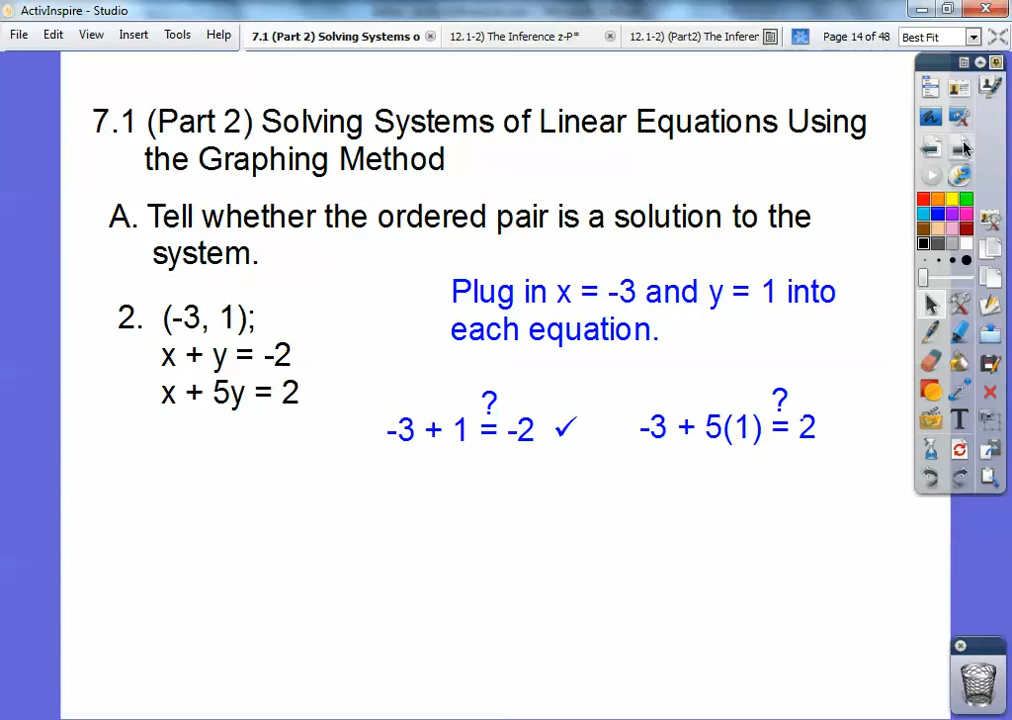 ActivInspire - Studio
File Edit View Insert Tools Help
7.1 (Part 2) Solving Systems o
12.1-2) The Inference z-P*
12.1-2) (Part2) The Inferer
Page 14 of 48
Best Fit
7.1 (Part 2) Solving Systems of Linear Equations Using
the Graphing Method
A. Tell whether the ordered pair is a solution to the
system.
Plug in x = -3 and y = 1 into
each equation.
2. (-3, 1);
x + y = -2
x + 5y = 2
?
-3 + 1 = -2 ✓
?
-3 + 5(1) = 2
T